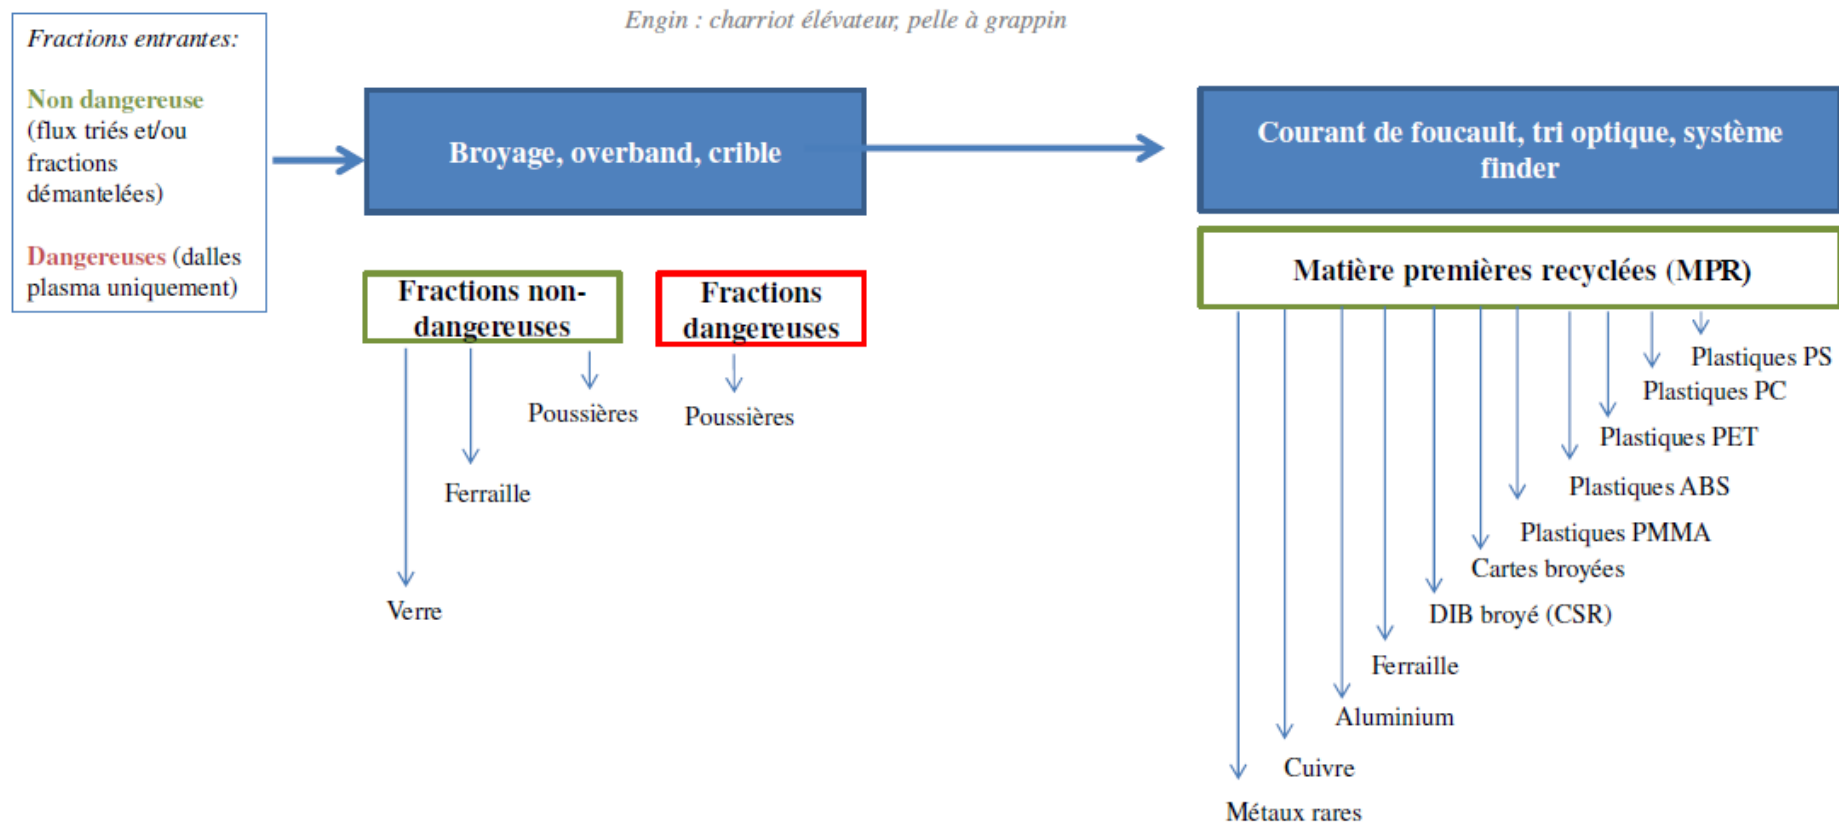 Engin : charriot élévateur, pelle à grappin
Fractions entrantes:
Non dangereuse
(flux triés et/ou
fractions
démantelées)
Dangereuses (dalles
plasma uniquement)
Broyage, overband, crible
Fractions non-
dangereuses
Fractions
dangereuses
Poussières
Ferraille
Verre
Poussières
Courant de foucault, tri optique, système
finder
Matière premières recyclées (MPR)
Plastiques PS
Plastiques PC
Plastiques PET
Plastiques ABS
Plastiques PMMA
Cartes broyées
DIB broyé (CSR)
Ferraille
Aluminium
Cuivre
Métaux rares